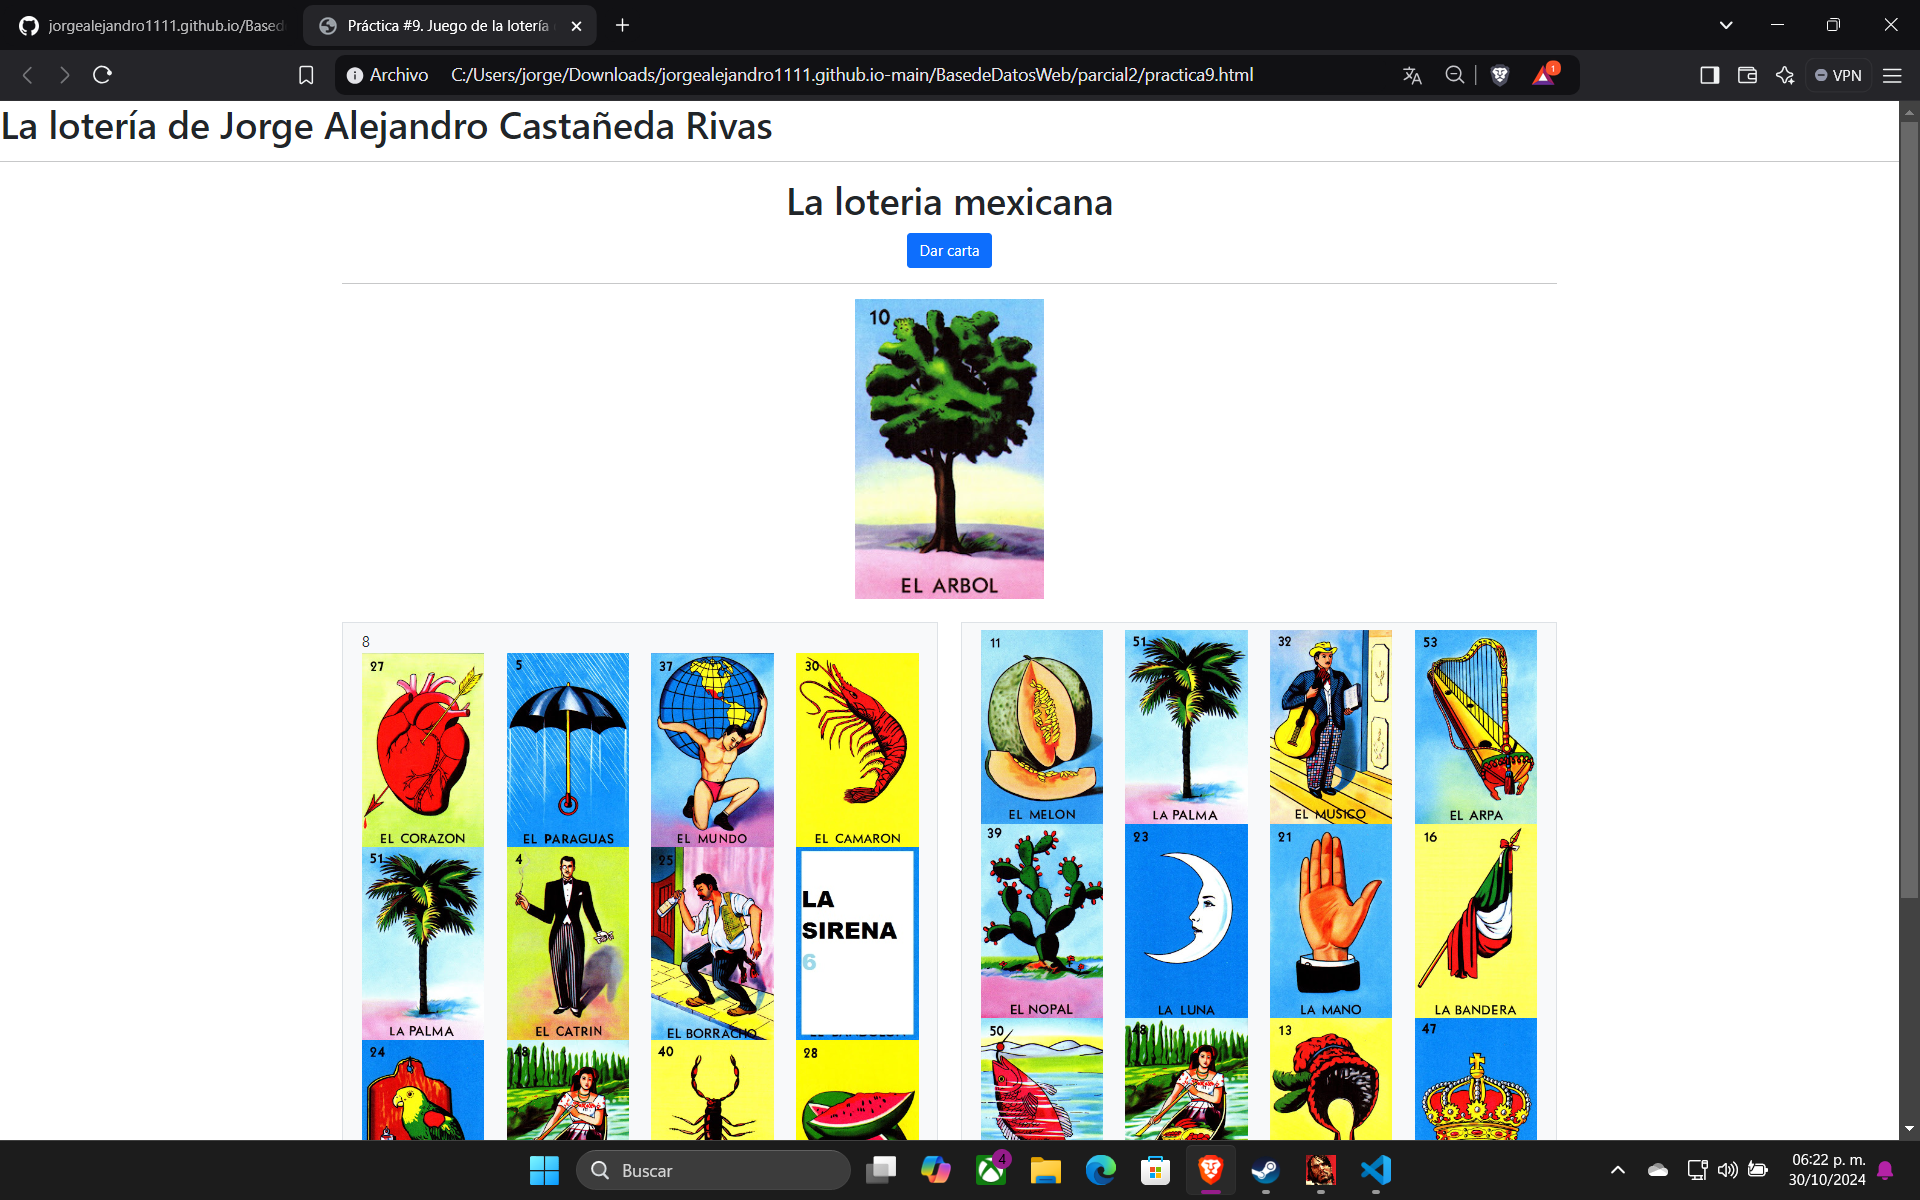 jorgealejandro1111.github.io/Based
Práctica #9. Juego de la lotería
Archivo C:/Users/jorge/Downloads/jorgealejandro1111.github.io-main/BasedeDatosWeb/parcial2/practica9.html
1
VPN
La lotería de Jorge Alejandro Castañeda Rivas
La loteria mexicana
Dar carta
10
EL ARBOL
8
27
EL CORAZON
5
EL PARAGUAS
37
EL MUNDO
30
EL CAMARON
51
LA PALMA
4
EL CATRIN
25
EL BORRACHO
LA
SIRENA
6
24
48
40
28
11
EL MELON
51
LA PALMA
32
EL MUSICO
53
EL ARPA
39
EL NOPAL
23
LA LUNA
21
LA MANO
16
LA BANDERA
50
48
13
47
Buscar
4
06:22 p. m.
30/10/2024